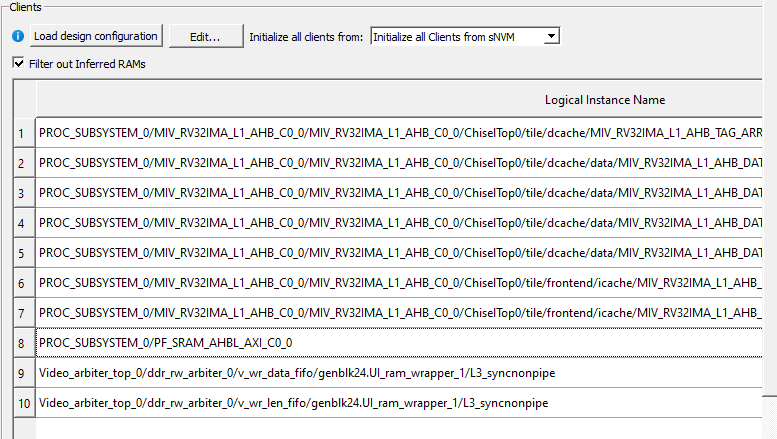 Clients
Load design configuration Edit... Initialize all clients from: Initialize all Clients from sNVM
Filter out Inferred RAMs
Logical Instance Name
1 PROC_SUBSYSTEM_0/MIV_RV32IMA_L1_AHB_C0_0/MIV_RV32IMA_L1_AHB_C0_0/ChiselTop0/tile/dcache/MIV_RV32IMA_L1_AHB_TAG_ARR
2 PROC_SUBSYSTEM_0/MIV_RV32IMA_L1_AHB_C0_0/MIV_RV32IMA_L1_AHB_C0_0/ChiselTop0/tile/dcache/data/MIV_RV32IMA_L1_AHB_DAT
3 PROC_SUBSYSTEM_0/MIV_RV32IMA_L1_AHB_C0_0/MIV_RV32IMA_L1_AHB_C0_0/ChiselTop0/tile/dcache/data/MIV_RV32IMA_L1_AHB_DAT
4 PROC_SUBSYSTEM_0/MIV_RV32IMA_L1_AHB_C0_0/MIV_RV32IMA_L1_AHB_C0_0/ChiselTop0/tile/dcache/data/MIV_RV32IMA_L1_AHB_DAT
5 PROC_SUBSYSTEM_0/MIV_RV32IMA_L1_AHB_C0_0/MIV_RV32IMA_L1_AHB_C0_0/ChiselTop0/tile/dcache/data/MIV_RV32IMA_L1_AHB_DAT
6 PROC_SUBSYSTEM_0/MIV_RV32IMA_L1_AHB_C0_0/MIV_RV32IMA_L1_AHB_C0_0/ChiselTop0/tile/frontend/icache/MIV_RV32IMA_L1_AHB_
7 PROC_SUBSYSTEM_0/MIV_RV32IMA_L1_AHB_C0_0/MIV_RV32IMA_L1_AHB_C0_0/ChiselTop0/tile/frontend/icache/MIV_RV32IMA_L1_AHB_
8 PROC_SUBSYSTEM_0/PF_SRAM_AHBL_AXI_C0_0
9 Video_arbiter_top_0/ddr_rw_arbiter_0/v_wr_data_fifo/genblk24.UI_ram_wrapper_1/L3_syncnonpipe
10 Video_arbiter_top_0/ddr_rw_arbiter_0/v_wr_len_fifo/genblk24.UI_ram_wrapper_1/L3_syncnonpipe